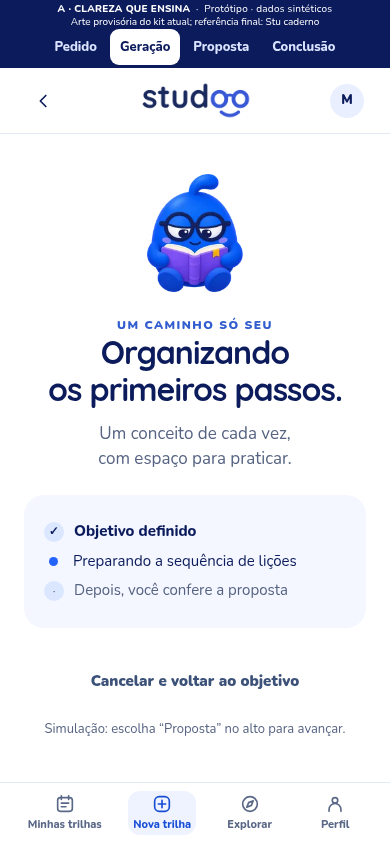 A · CLAREZA QUE ENSINA · Protótipo · dados sintéticos
Arte provisória do kit atual; referência final: Stu caderno
Pedido Geração Proposta Conclusão
studoo
M
UM CAMINHO SÓ SEU
Organizando
os primeiros passos.
Um conceito de cada vez,
com espaço para praticar.
✓ Objetivo definido
Preparando a sequência de lições
· Depois, você confere a proposta
Cancelar e voltar ao objetivo
Simulação: escolha “Proposta” no alto para avançar.
Minhas trilhas Nova trilha Explorar Perfil